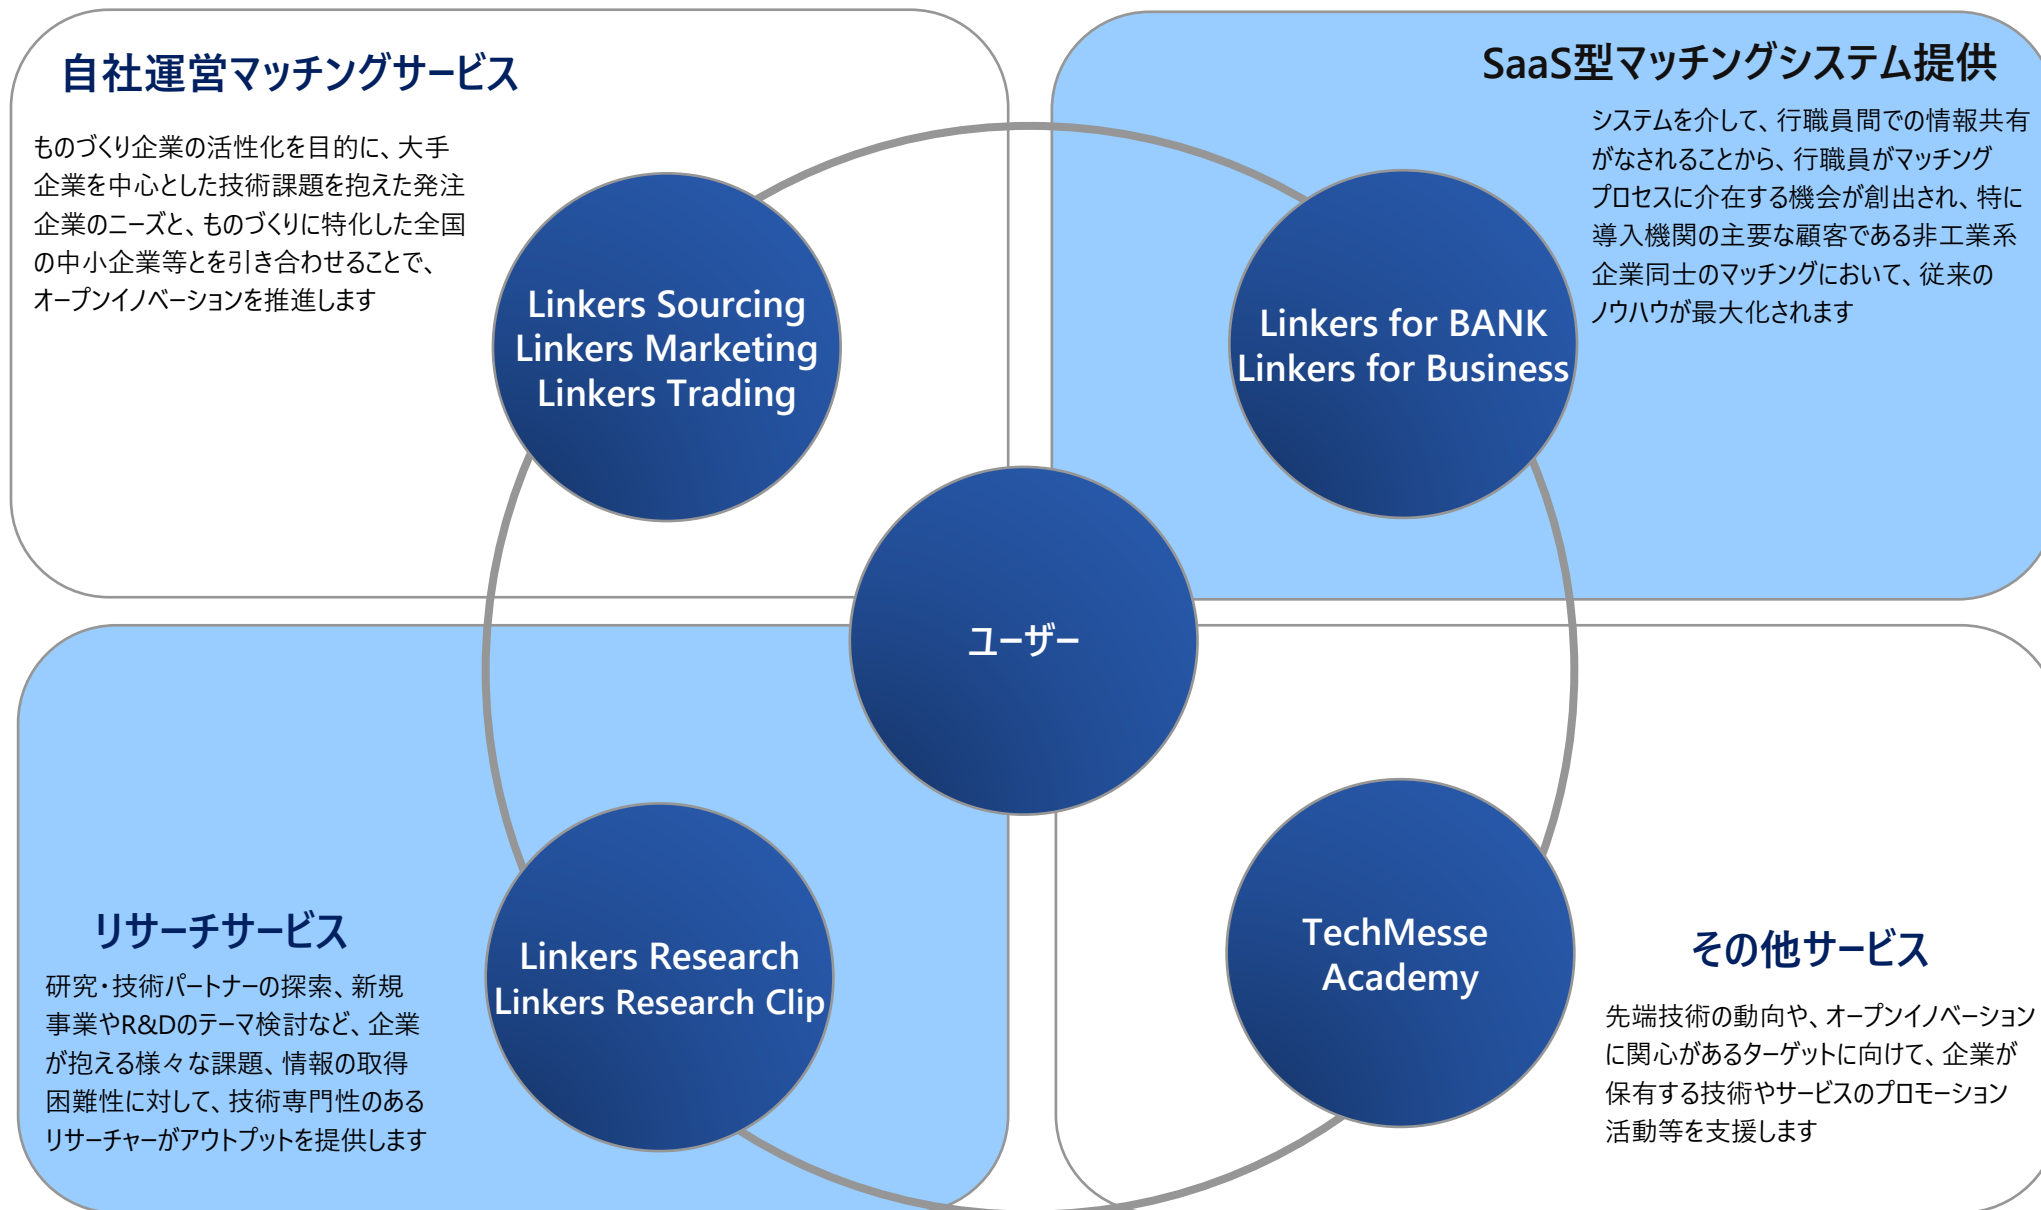 自社運営マッチングサービス
ものづくり企業の活性化を目的に、大手
企業を中心とした技術課題を抱えた発注
企業のニーズと、ものづくりに特化した全国
の中小企業等とを引き合わせることで、
オープンイノベーションを推進します
Linkers Sourcing
Linkers Marketing
Linkers Trading
SaaS型マッチングシステム提供
システムを介して、行職員間での情報共有
がなされることから、行職員がマッチング
プロセスに介在する機会が創出され、特に
導入機関の主要な顧客である非工業系
企業同士のマッチングにおいて、従来の
ノウハウが最大化されます
Linkers for BANK
Linkers for Business
ユーザー
リサーチサービス
研究・技術パートナーの探索、新規
事業やR&Dのテーマ検討など、企業
が抱える様々な課題、情報の取得
困難性に対して、技術専門性のある
リサーチャーがアウトプットを提供します
Linkers Research
Linkers Research Clip
TechMesse
Academy
その他サービス
先端技術の動向や、オープンイノベーション
に関心があるターゲットに向けて、企業が
保有する技術やサービスのプロモーション
活動等を支援します